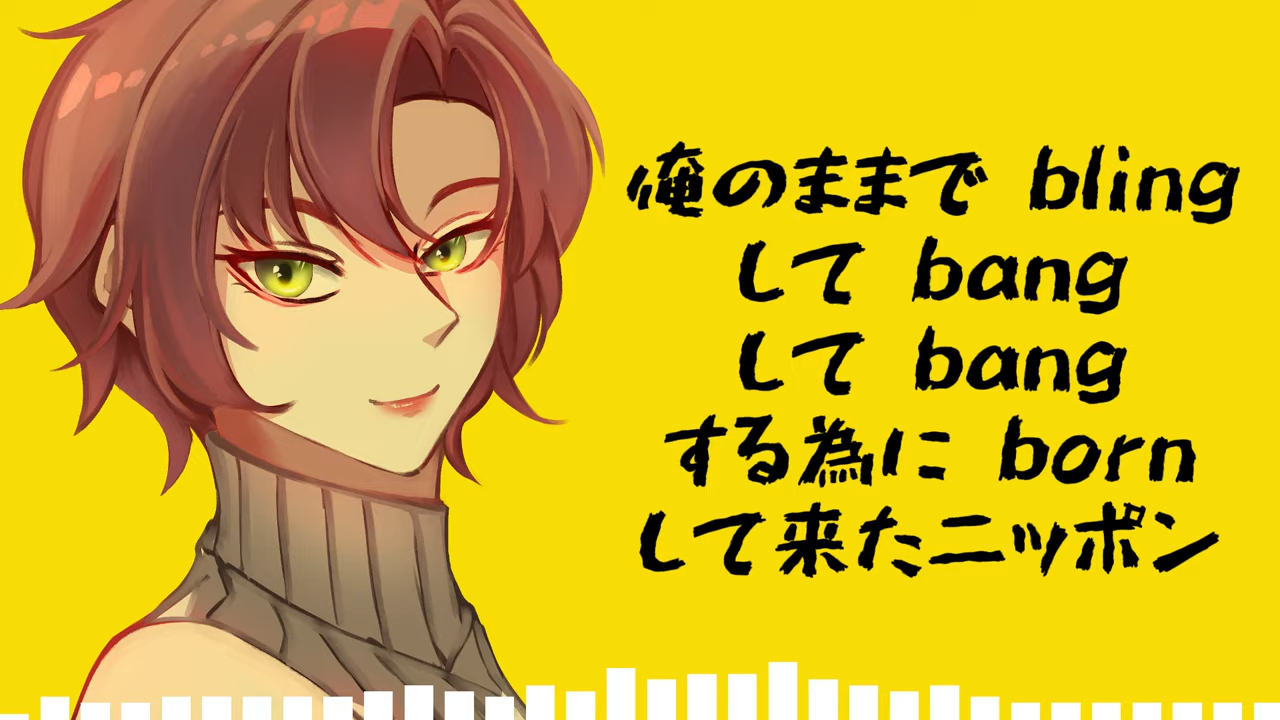 俺のままで bling
して bang
して bang
する為に born
して来たニッポン